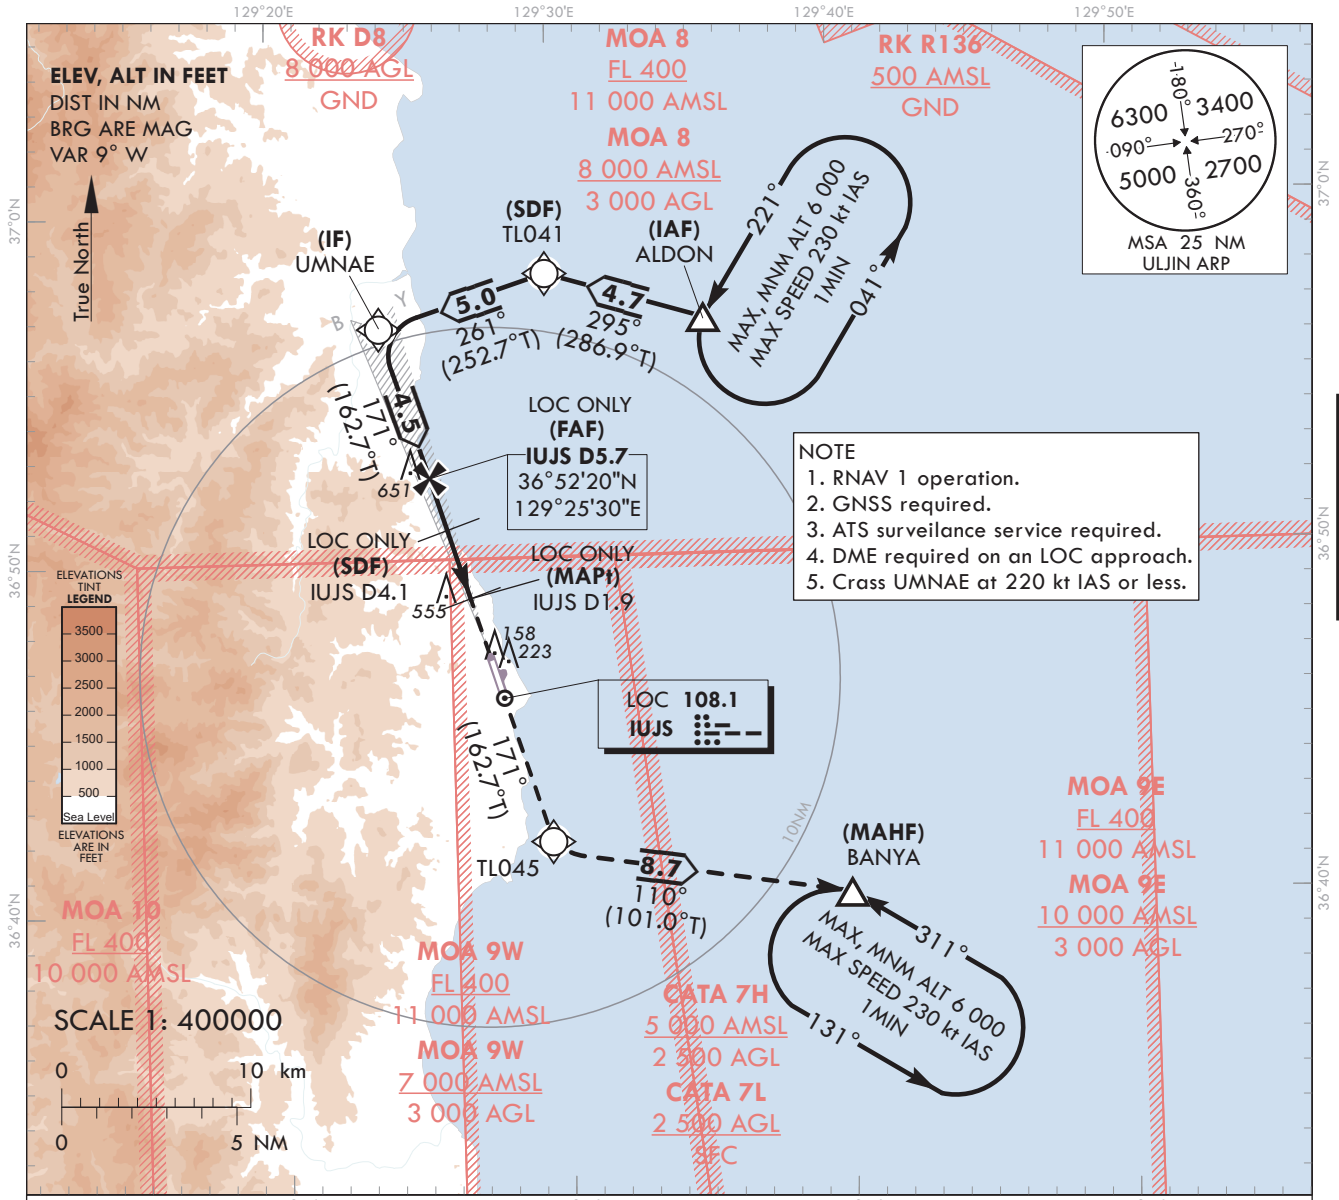 129°20'E
129°30'E
129°40'E
129°50'E
ELEV, ALT IN FEET
DIST IN NM
BRG ARE MAG
VAR 9° W
True North
RK D8
8 000 AGL
GND
MOA 8
FL 400
11 000 AMSL
MOA 8
8 000 AMSL
3 000 AGL
RK R136
500 AMSL
GND
-180°
6300
3400
-090°
270°-
5000
2700
360°-
MSA 25 NM
ULJIN ARP
37°0'N
37°0'N
(IF)
UMNAE
(SDF)
TL041
(IAF)
ALDON
221°
MAX, MNM ALT 6 000
MAX SPEED 230 kt IAS
1MIN
041°
5.0
261°
(252.7°T)
4.7
295°
(286.9°T)
B
Y
4.5
171°
(162.7°T)
651
LOC ONLY
(FAF)
IUJS D5.7
36°52'20"N
129°25'30"E
NOTE
1. RNAV 1 operation.
2. GNSS required.
3. ATS surveilance service required.
4. DME required on an LOC approach.
5. Crass UMNAE at 220 kt IAS or less.
LOC ONLY
(SDF)
IUJS D4.1
LOC ONLY
(MAPt)
IUJS D1.9
36°50'N
36°50'N
555
158
223
ELEVATIONS
TINT
LEGEND
3500
3000
2500
2000
1500
1000
500
Sea Level
ELEVATIONS
ARE IN
FEET
LOC 108.1
IUJS
171°
(162.7°T)
10NM
TL045
8.7
110°
(101.0°T)
(MAHF)
BANYA
311°
MAX, MNM ALT 6 000
MAX SPEED 230 kt IAS
1MIN
131°
MOA 9E
FL 400
11 000 AMSL
MOA 9E
10 000 AMSL
3 000 AGL
36°40'N
36°40'N
MOA 10
FL 400
10 000 AMSL
MOA 9W
FL 400
11 000 AMSL
MOA 9W
7 000 AMSL
3 000 AGL
CATA 7H
5 000 AMSL
2 500 AGL
CATA 7L
2 500 AGL
SFC
SCALE 1: 400000
0
10 km
0
5 NM